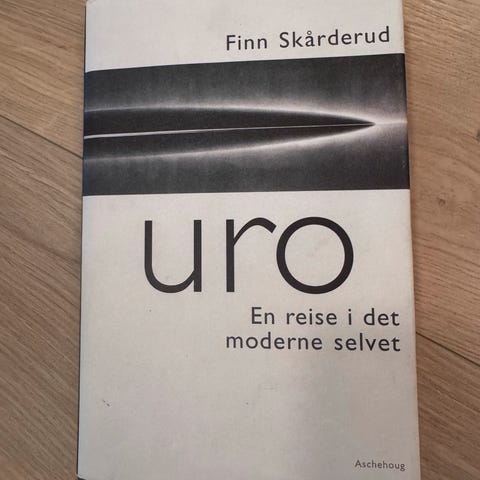 Finn Skårderud
uro
En reise i det
moderne selvet
Aschehoug